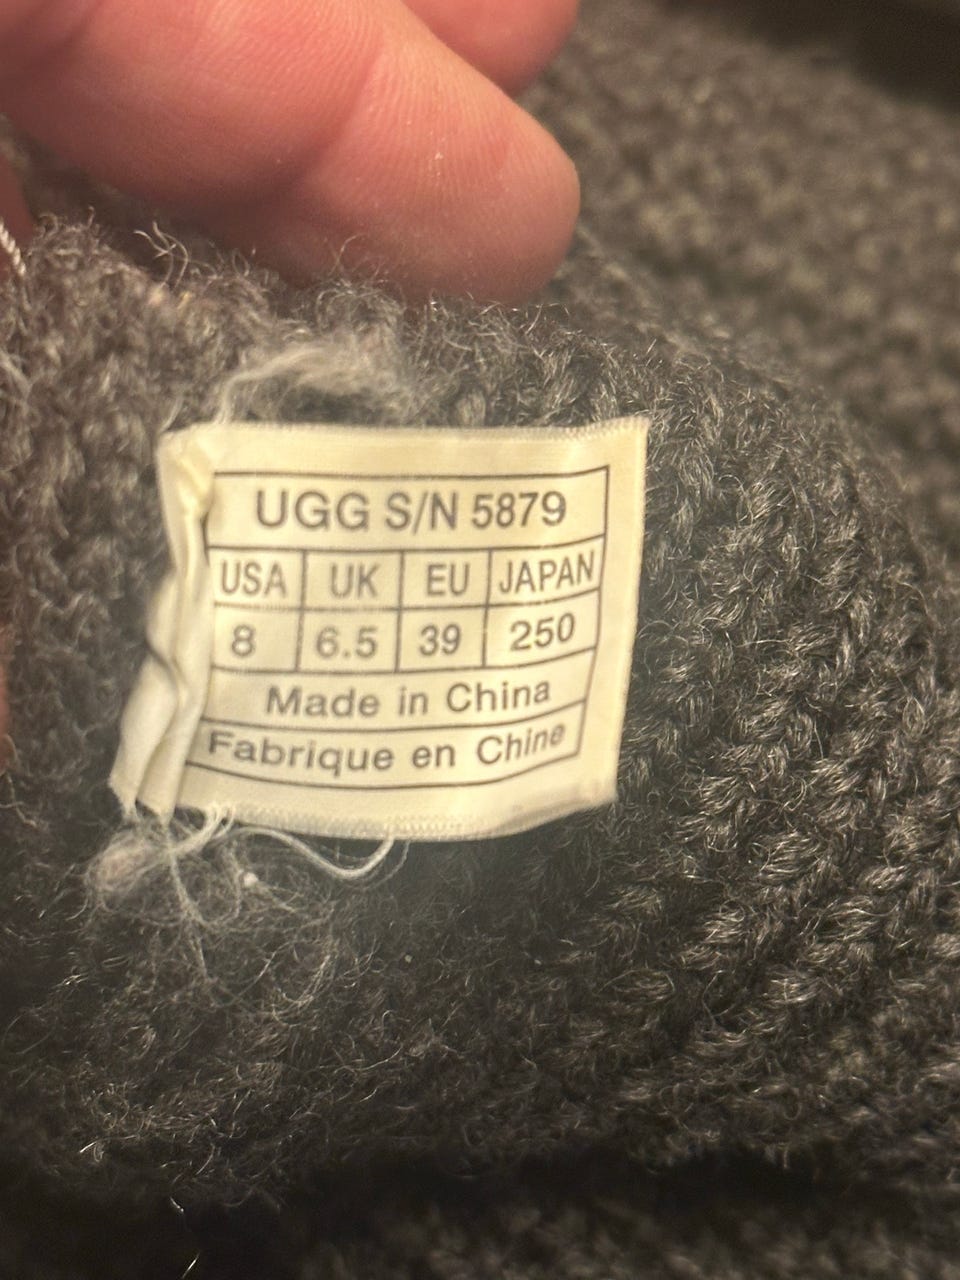 UGG S/N 5879
USA UK EU JAPAN
8 6.5 39 250
Made in China
Fabrique en Chine